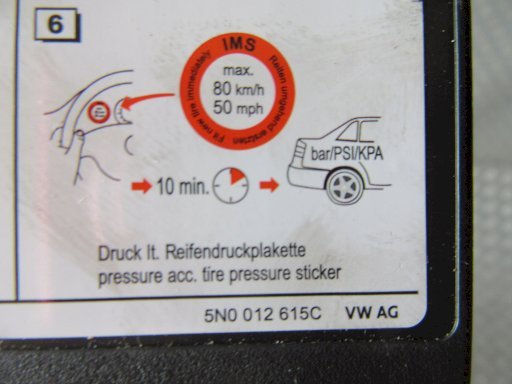 6
IMS
Reifen umgehend ersetzen
Fit new tire immediately
max.
80 km/h
50 mph
bar/PSI/KPA
10 min.
Druck lt. Reifendruckplakette
pressure acc. tire pressure sticker
5N0 012 615C VW AG